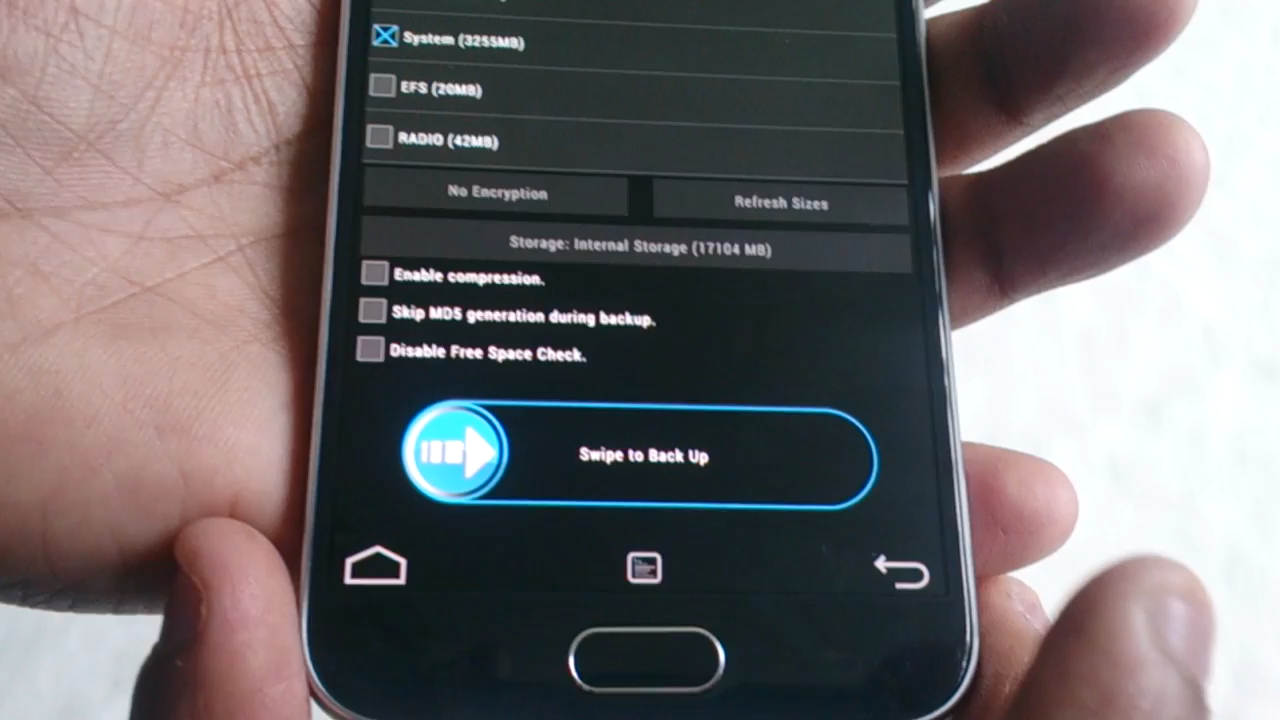 System (3255MB)
EFS (20MB)
RADIO (42MB)
No Encryption
Refresh Sizes
Storage: Internal Storage (17104 MB)
Enable compression.
Skip MD5 generation during backup.
Disable Free Space Check.
Swipe to Back Up